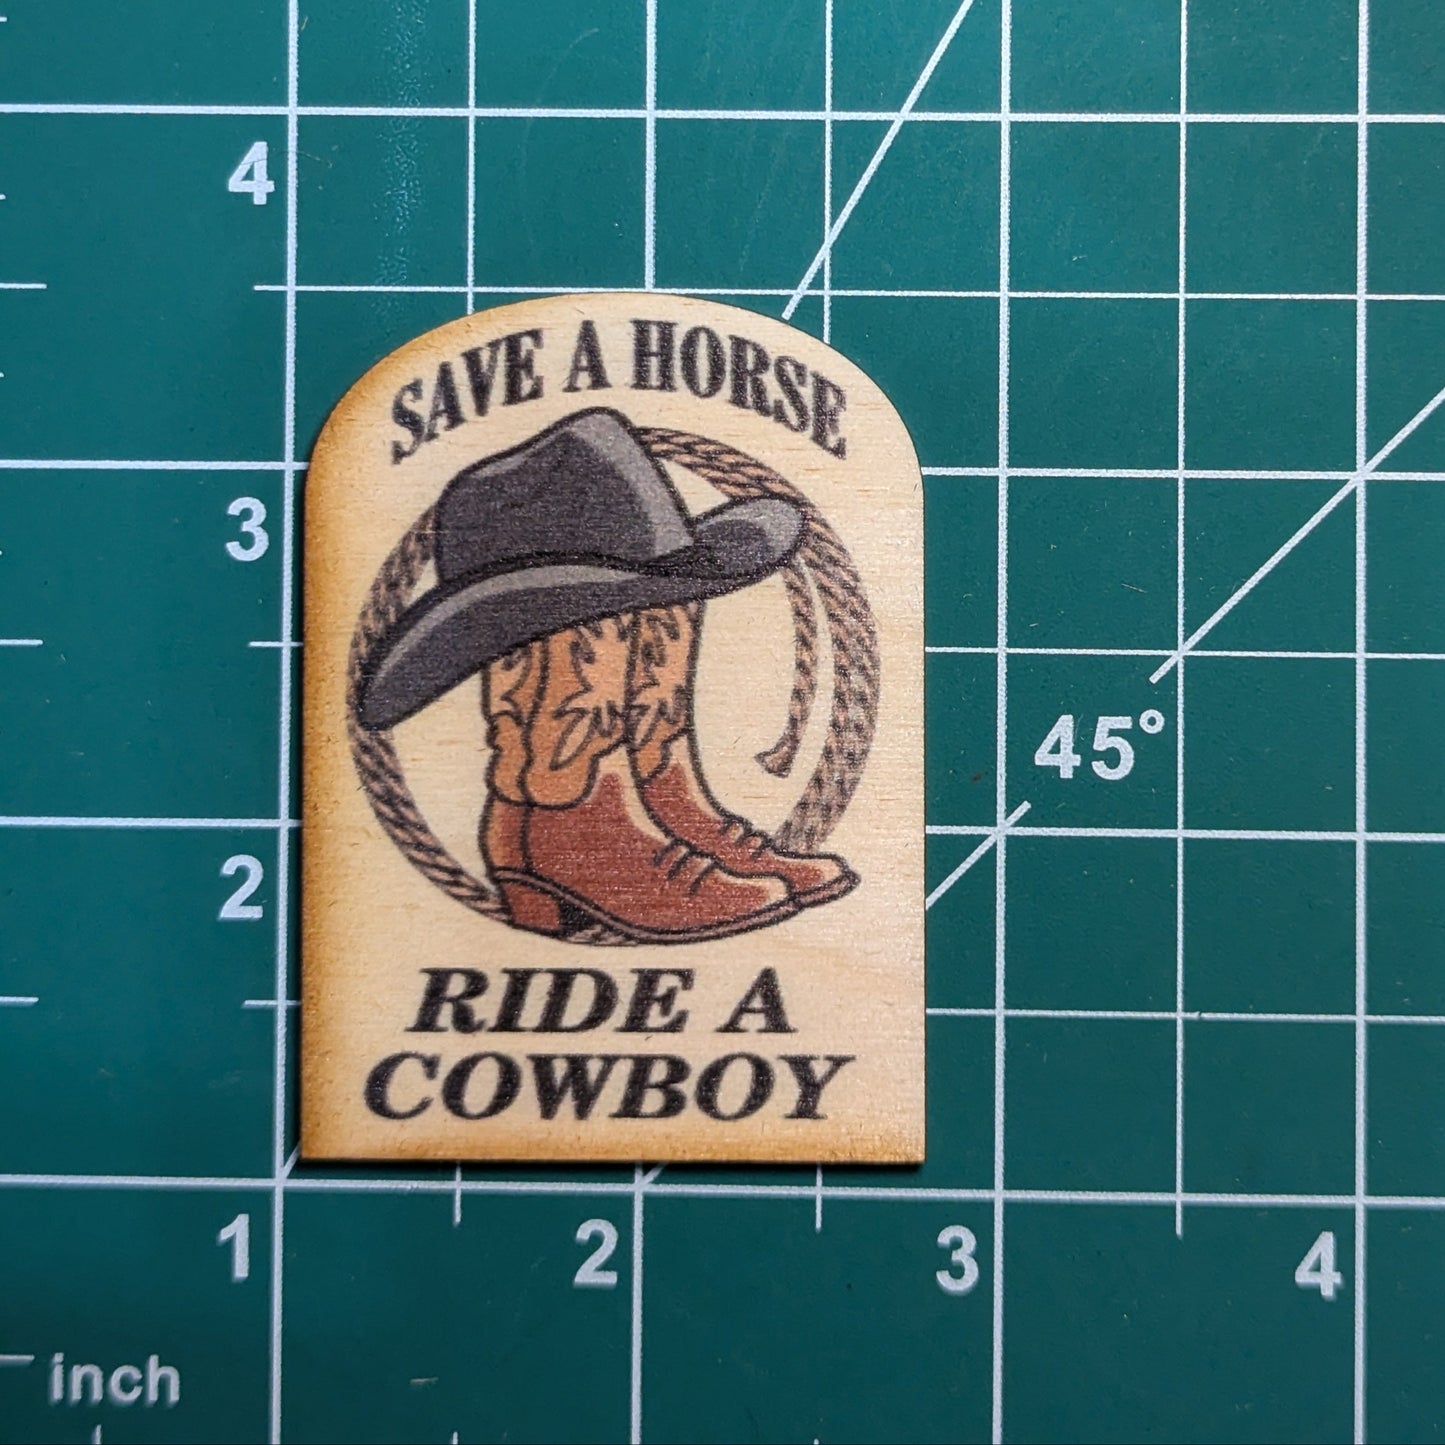 4
SAVE A HORSE
3
45°
2
RIDE A
COWBOY
1 2 3 4
inch